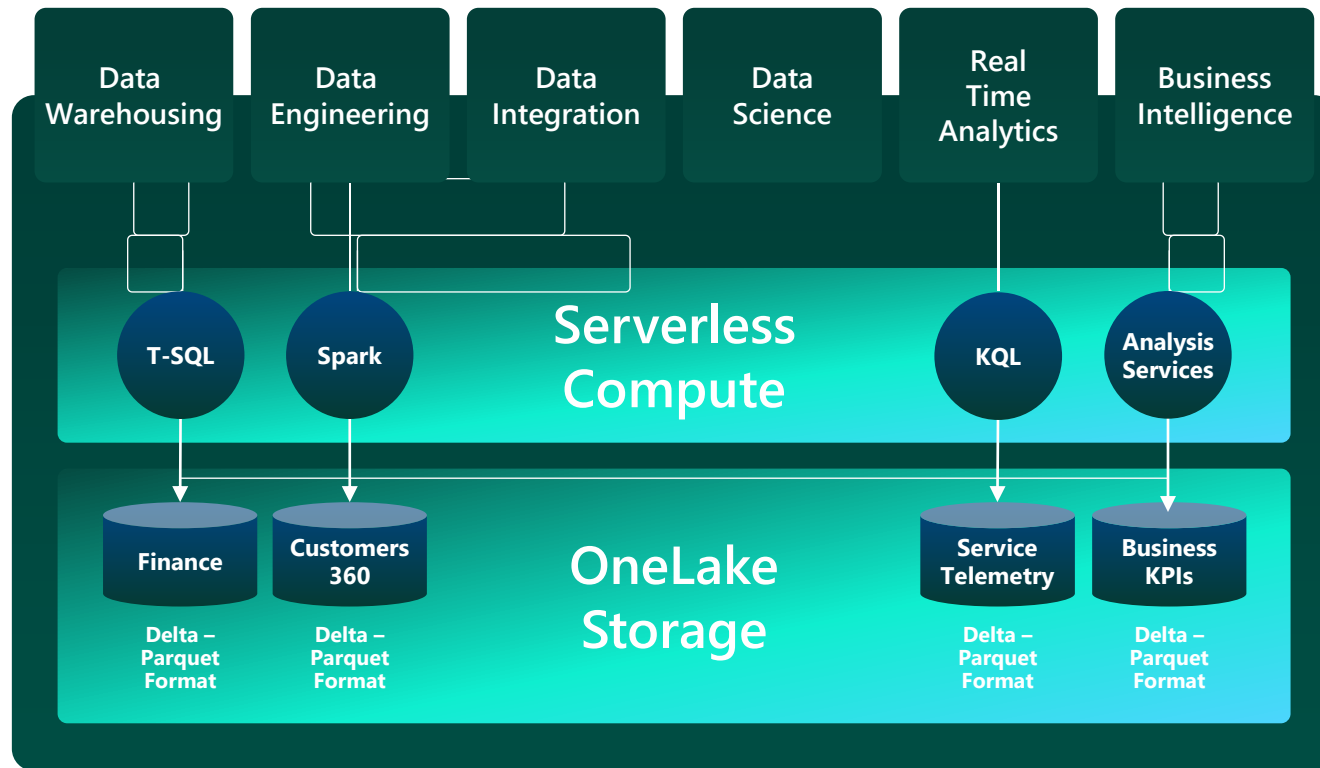 Data
Warehousing
Data
Engineering
Data
Integration
Data
Science
Real
Time
Analytics
Business
Intelligence
Serverless
Compute
T-SQL
Spark
KQL
Analysis
Services
OneLake
Storage
Finance
Customers
360
Service
Telemetry
Business
KPIs
Delta –
Parquet
Format
Delta –
Parquet
Format
Delta –
Parquet
Format
Delta –
Parquet
Format